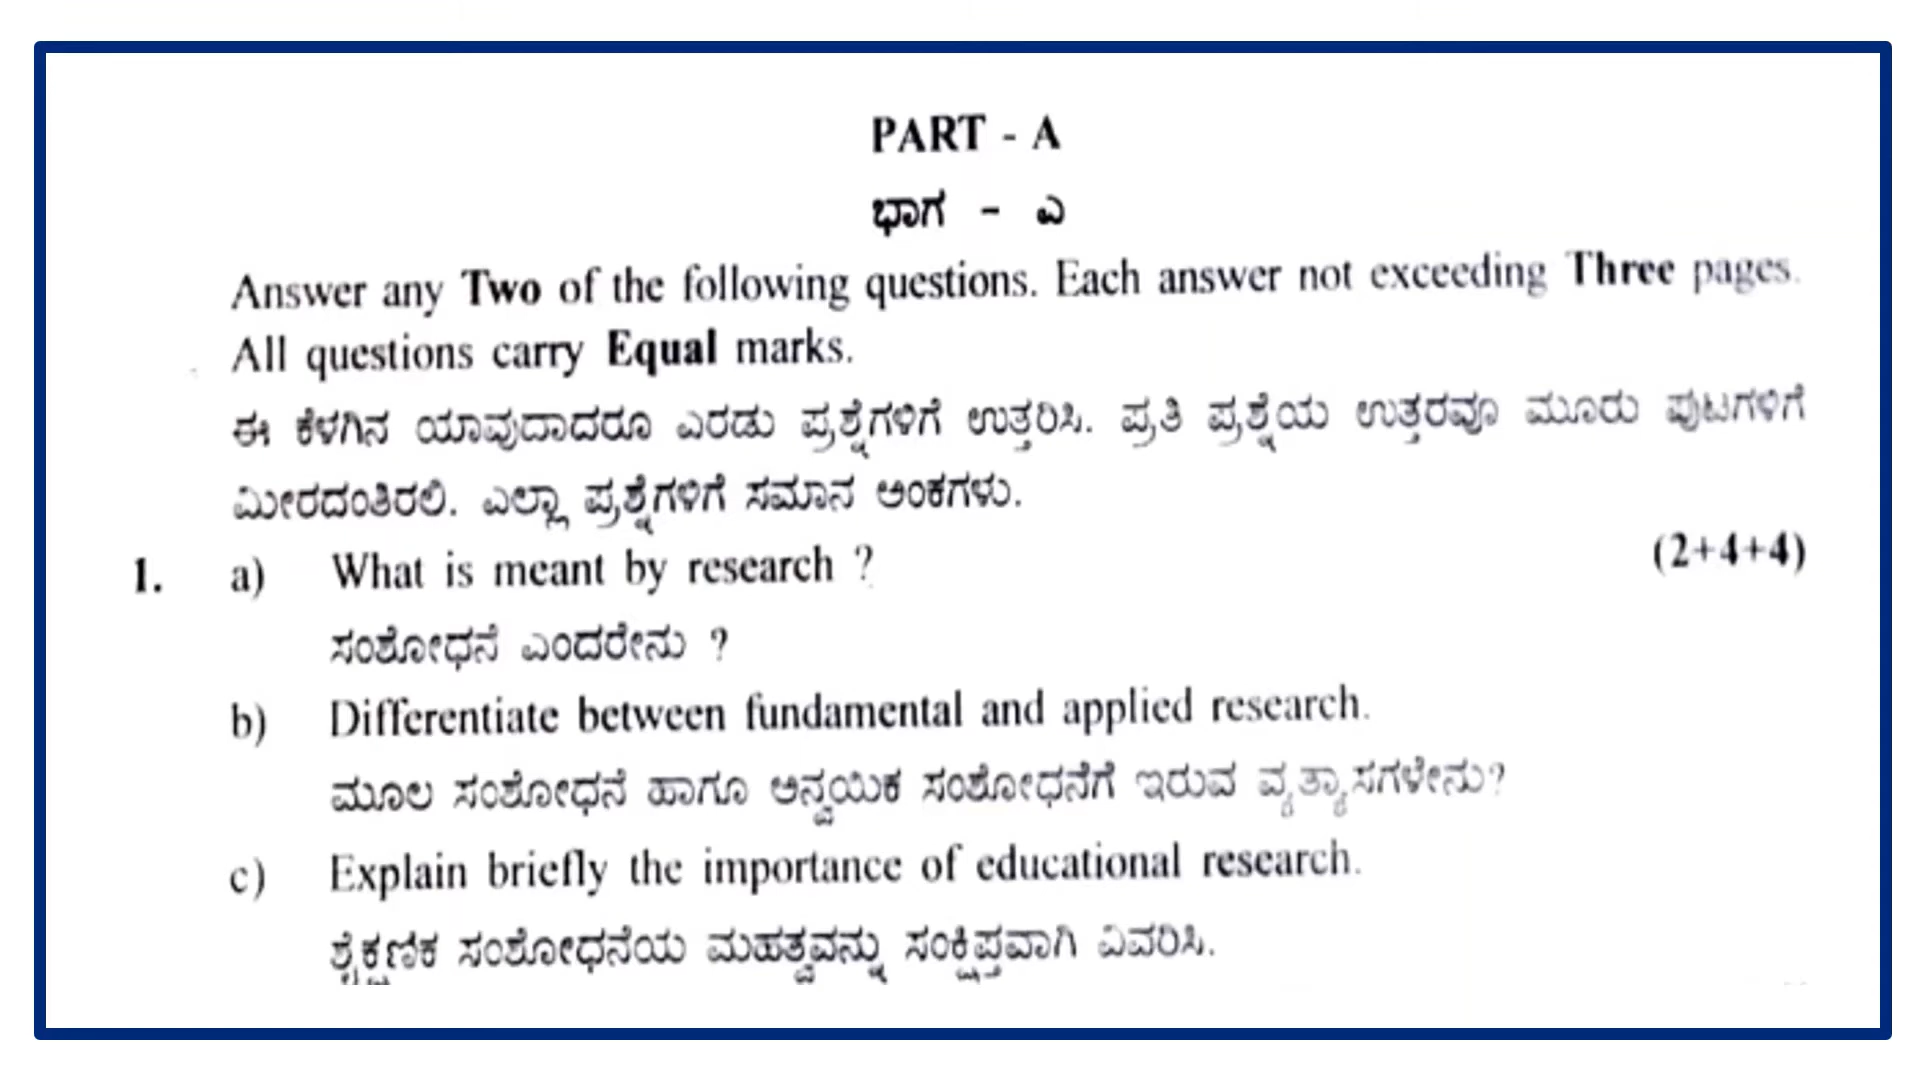 PART - A
ಭಾಗ - ಎ
Answer any Two of the following questions. Each answer not exceeding Three pages.
All questions carry Equal marks.
ಈ ಕೆಳಗಿನ ಯಾವುದಾದರೂ ಎರಡು ಪ್ರಶ್ನೆಗಳಿಗೆ ಉತ್ತರಿಸಿ. ಪ್ರತಿ ಪ್ರಶ್ನೆಯ ಉತ್ತರವೂ ಮೂರು ಪುಟಗಳಿಗೆ
ಮೀರದಂತಿರಲಿ. ಎಲ್ಲಾ ಪ್ರಶ್ನೆಗಳಿಗೆ ಸಮಾನ ಅಂಕಗಳು.
1. a) What is meant by research ? (2+4+4)
ಸಂಶೋಧನೆ ಎಂದರೇನು ?
b) Differentiate between fundamental and applied research.
ಮೂಲ ಸಂಶೋಧನೆ ಹಾಗೂ ಅನ್ವಯಿಕ ಸಂಶೋಧನೆಗೆ ಇರುವ ವ್ಯತ್ಯಾಸಗಳೇನು?
c) Explain briefly the importance of educational research.
ಶೈಕ್ಷಣಿಕ ಸಂಶೋಧನೆಯ ಮಹತ್ವವನ್ನು ಸಂಕ್ಷಿಪ್ತವಾಗಿ ವಿವರಿಸಿ.